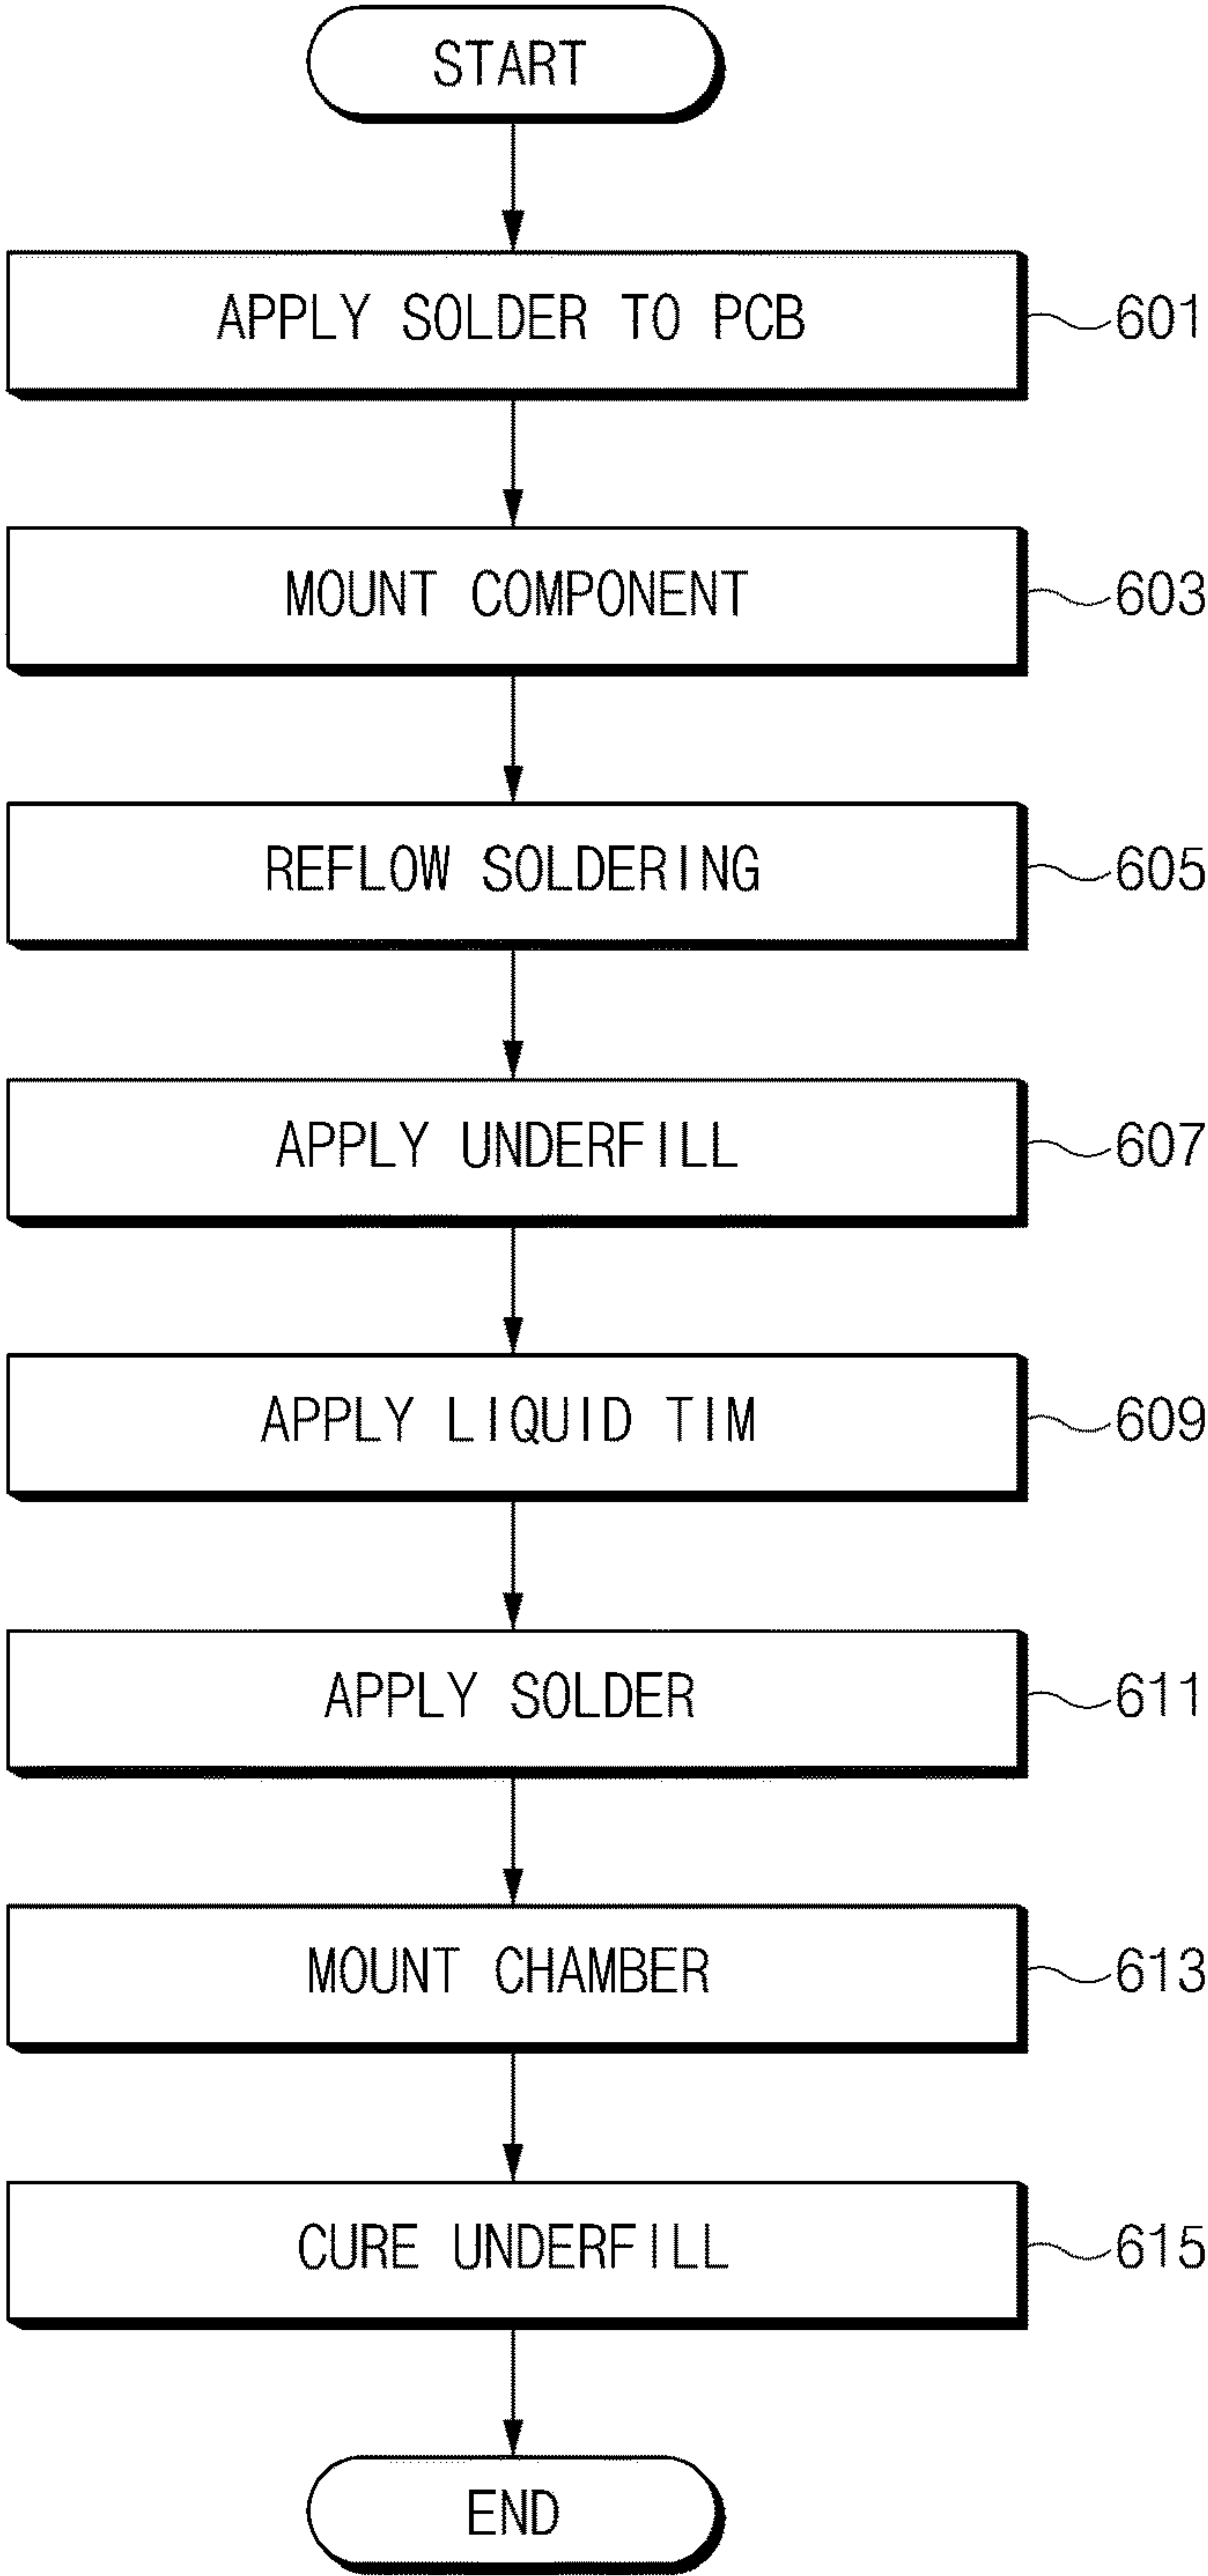 START
APPLY SOLDER TO PCB
601
MOUNT COMPONENT
603
REFLOW SOLDERING
605
APPLY UNDERFILL
607
APPLY LIQUID TIM
609
APPLY SOLDER
611
MOUNT CHAMBER
613
CURE UNDERFILL
615
END